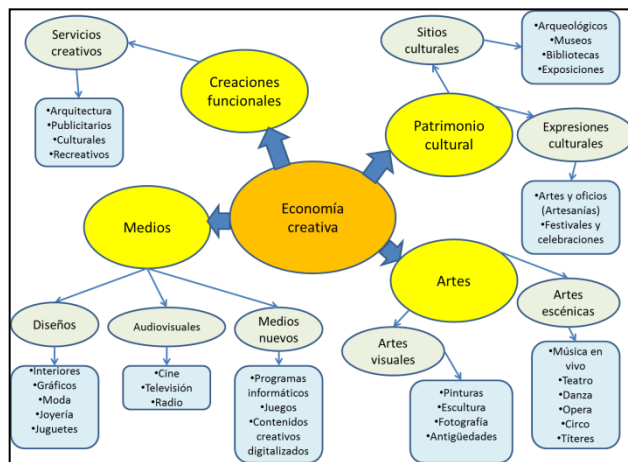 Servicios
creativos
•Arquitectura
•Publicitarios
•Culturales
•Recreativos
Creaciones
funcionales
Sitios
culturales
•Arqueológicos
•Museos
•Bibliotecas
•Exposiciones
Patrimonio
cultural
Expresiones
culturales
•Artes y oficios
(Artesanías)
•Festivales y
celebraciones
Economía
creativa
Medios
Diseños
•Interiores
•Gráficos
•Moda
•Joyería
•Juguetes
Audiovisuales
•Cine
•Televisión
•Radio
Medios
nuevos
•Programas
informáticos
•Juegos
•Contenidos
creativos
digitalizados
Artes
Artes
visuales
•Pinturas
•Escultura
•Fotografía
•Antigüedades
Artes
escénicas
•Música en
vivo
•Teatro
•Danza
•Opera
•Circo
•Títeres